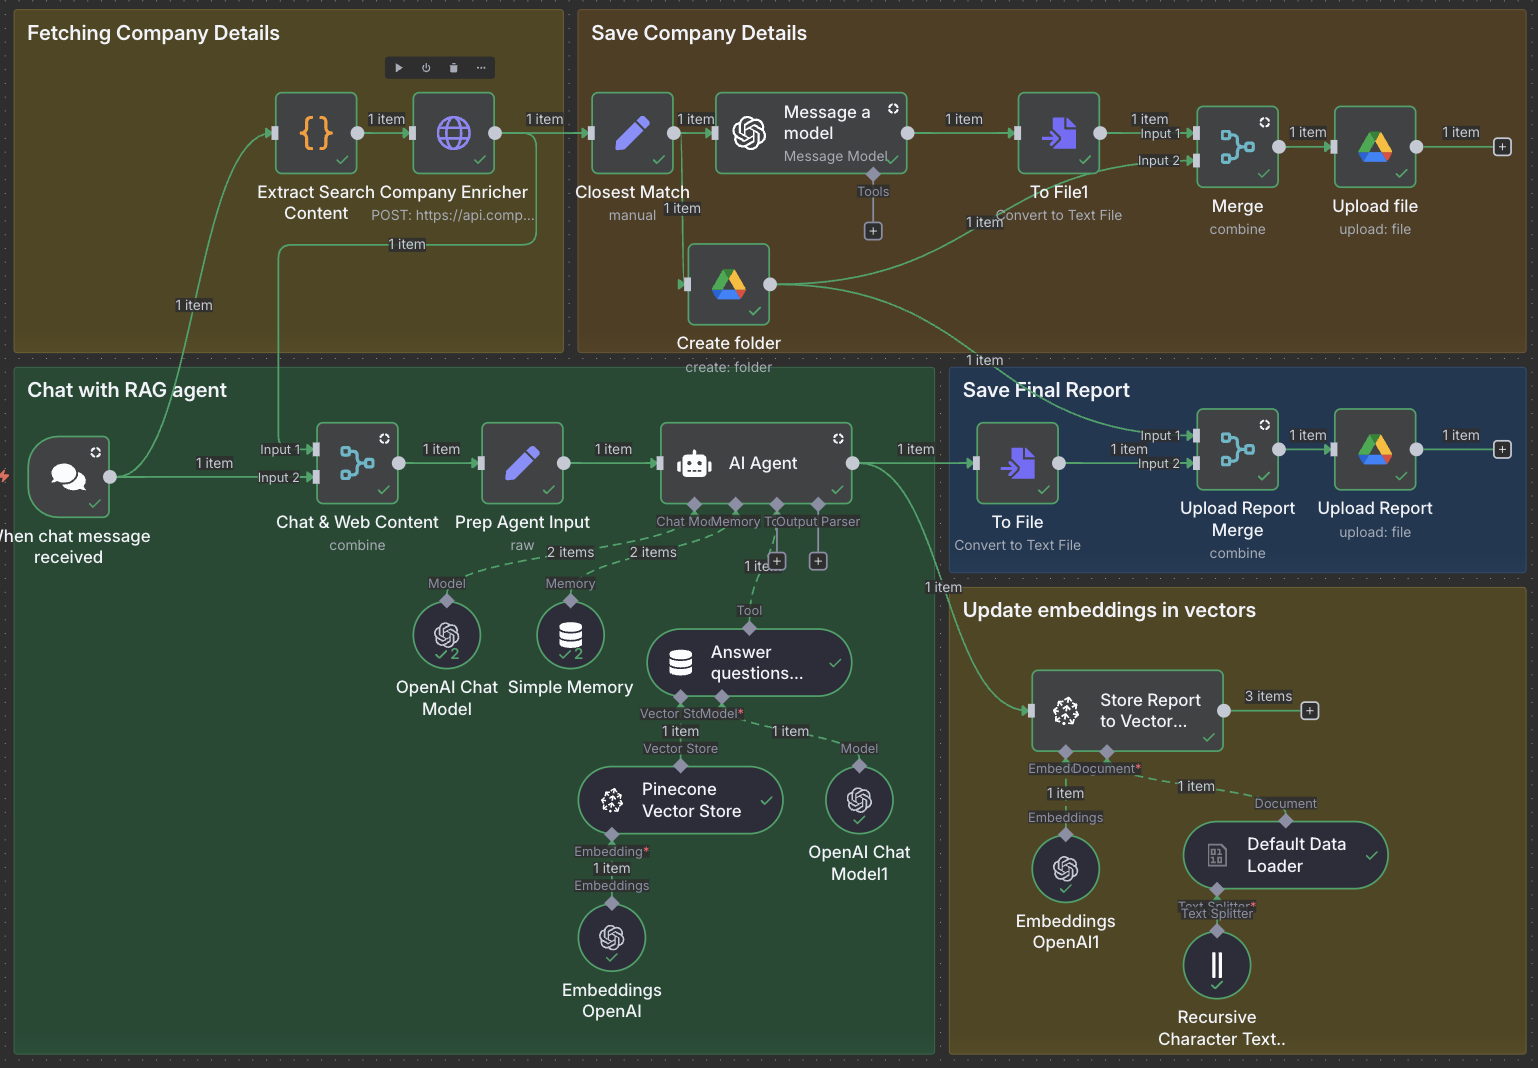 Fetching Company Details
1 item
1 item
Extract Search Content
Company Enricher
POST: https://api.comp...
1 item
1 item
Save Company Details
Closest Match
manual
1 item
1 item
Message a model
Message Model
Tools
1 item
To File1
Convert to Text File
1 item
Input 1
Input 2
1 item
Merge
combine
1 item
Upload file
upload: file
1 item
Create folder
create: folder
1 item
Chat with RAG agent
When chat message received
1 item
Input 1
Input 2
Chat & Web Content
combine
1 item
Prep Agent Input
raw
1 item
AI Agent
Chat Mo
Memory
Output Parser
1 item
2 items
2 items
1 ite
Model
Memory
Tool
2
2
OpenAI Chat Model
Simple Memory
Answer questions...
Vector Sto
Model*
1 item
1 item
Vector Store
Model
Pinecone Vector Store
OpenAI Chat Model1
Embedding*
1 item
Embeddings
Embeddings OpenAI
Save Final Report
To File
Convert to Text File
1 item
Input 1
Input 2
Upload Report Merge
combine
1 item
Upload Report
upload: file
1 item
1 item
Update embeddings in vectors
Store Report to Vector...
3 items
Embed
Document*
1 item
1 item
Embeddings
Document
Embeddings OpenAI1
Default Data Loader
Text Splitter*
Text Splitter
Recursive Character Text..